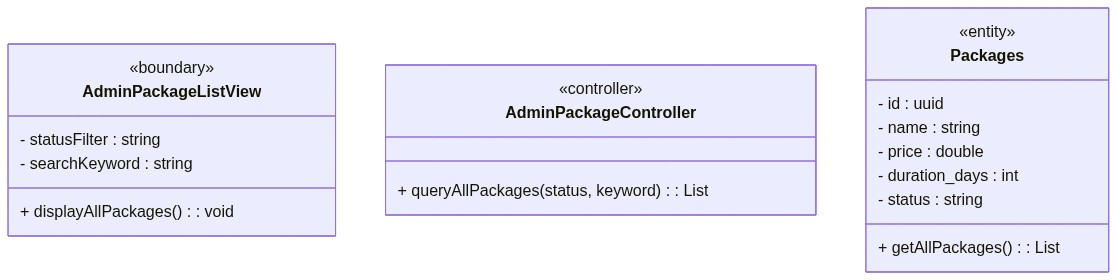 «boundary»
AdminPackageListView
- statusFilter : string
- searchKeyword : string
+ displayAllPackages() : : void
«controller»
AdminPackageController
+ queryAllPackages(status, keyword) : : List
«entity»
Packages
- id : uuid
- name : string
- price : double
- duration_days : int
- status : string
+ getAllPackages() : : List